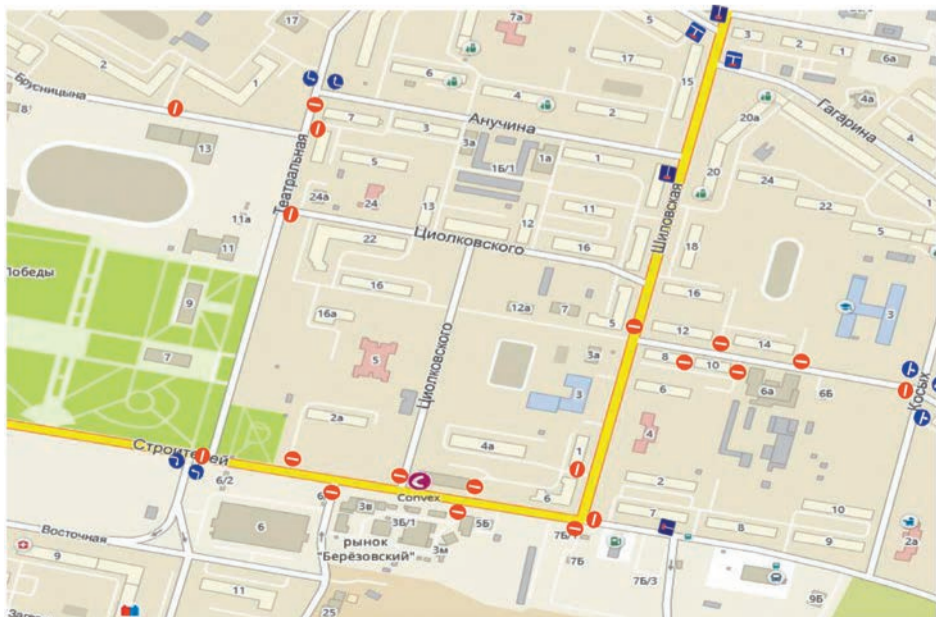 17
7а
5
3
2
1
6а
2
6
17
15
Брусницына
1
4
20а
4а
Гагарина
8
7
3
Анучина
2
4
13
3а
1Б/1
1а
1
20
5
24
Театральная
24а
24
13
11
Шиловская
22
1
11а
12
18
5
11
22
Циолковского
16
Победы
16
16
9
12а
7
3
16а
5
12
14
7
5
3а
8
10
Циолковского
3
6
6а
6Б
Косых
2а
4
4а
1
Строителей
6/2
2
6
Convex
6
7
10
3в
3Б/1
5Б
8
Восточная
6
7Б
9
2а
рынок
"Берёзовский"
3м
7Б
9
11
7Б/3
9Б
25